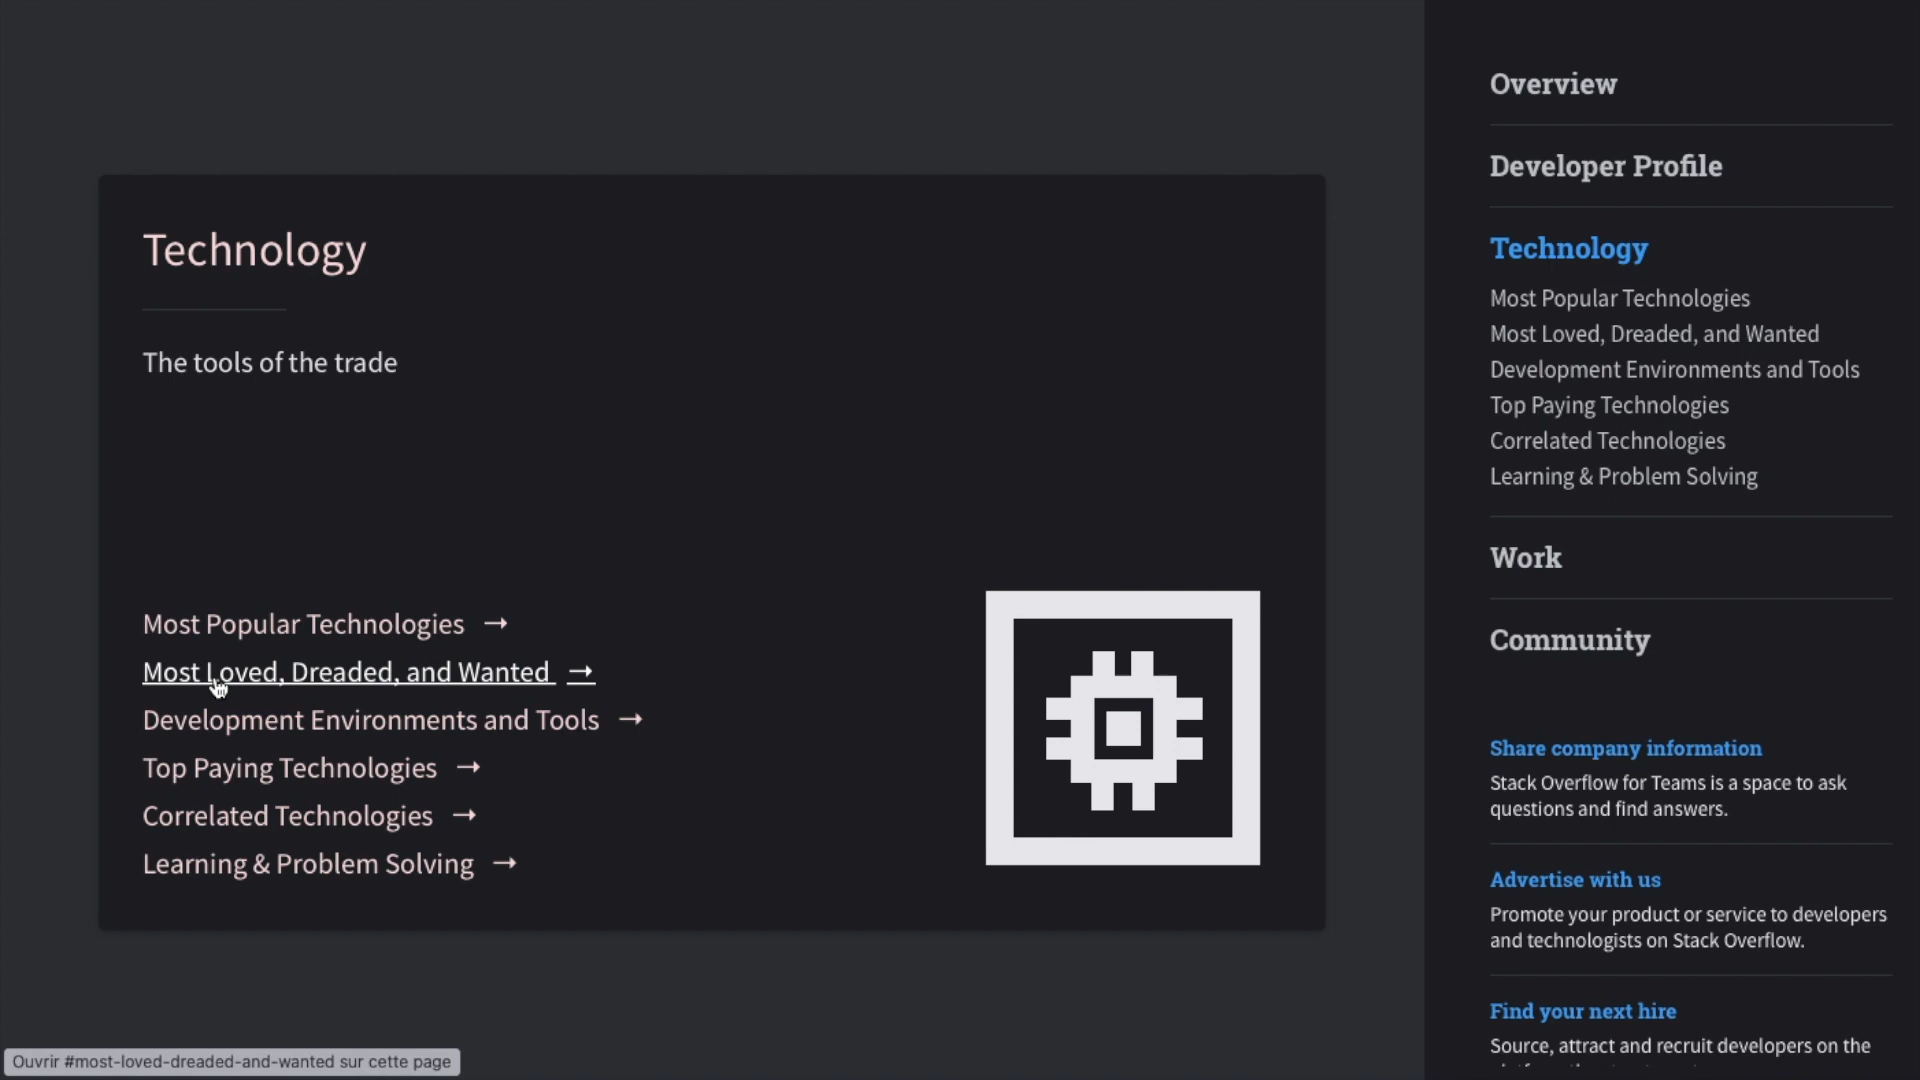 Technology
The tools of the trade
Most Popular Technologies →
Most Loved, Dreaded, and Wanted →
Development Environments and Tools →
Top Paying Technologies →
Correlated Technologies →
Learning & Problem Solving →
Overview
Developer Profile
Technology
Most Popular Technologies
Most Loved, Dreaded, and Wanted
Development Environments and Tools
Top Paying Technologies
Correlated Technologies
Learning & Problem Solving
Work
Community
Share company information
Stack Overflow for Teams is a space to ask
questions and find answers.
Advertise with us
Promote your product or service to developers
and technologists on Stack Overflow.
Find your next hire
Source, attract and recruit developers on the
Ouvrir #most-loved-dreaded-and-wanted sur cette page